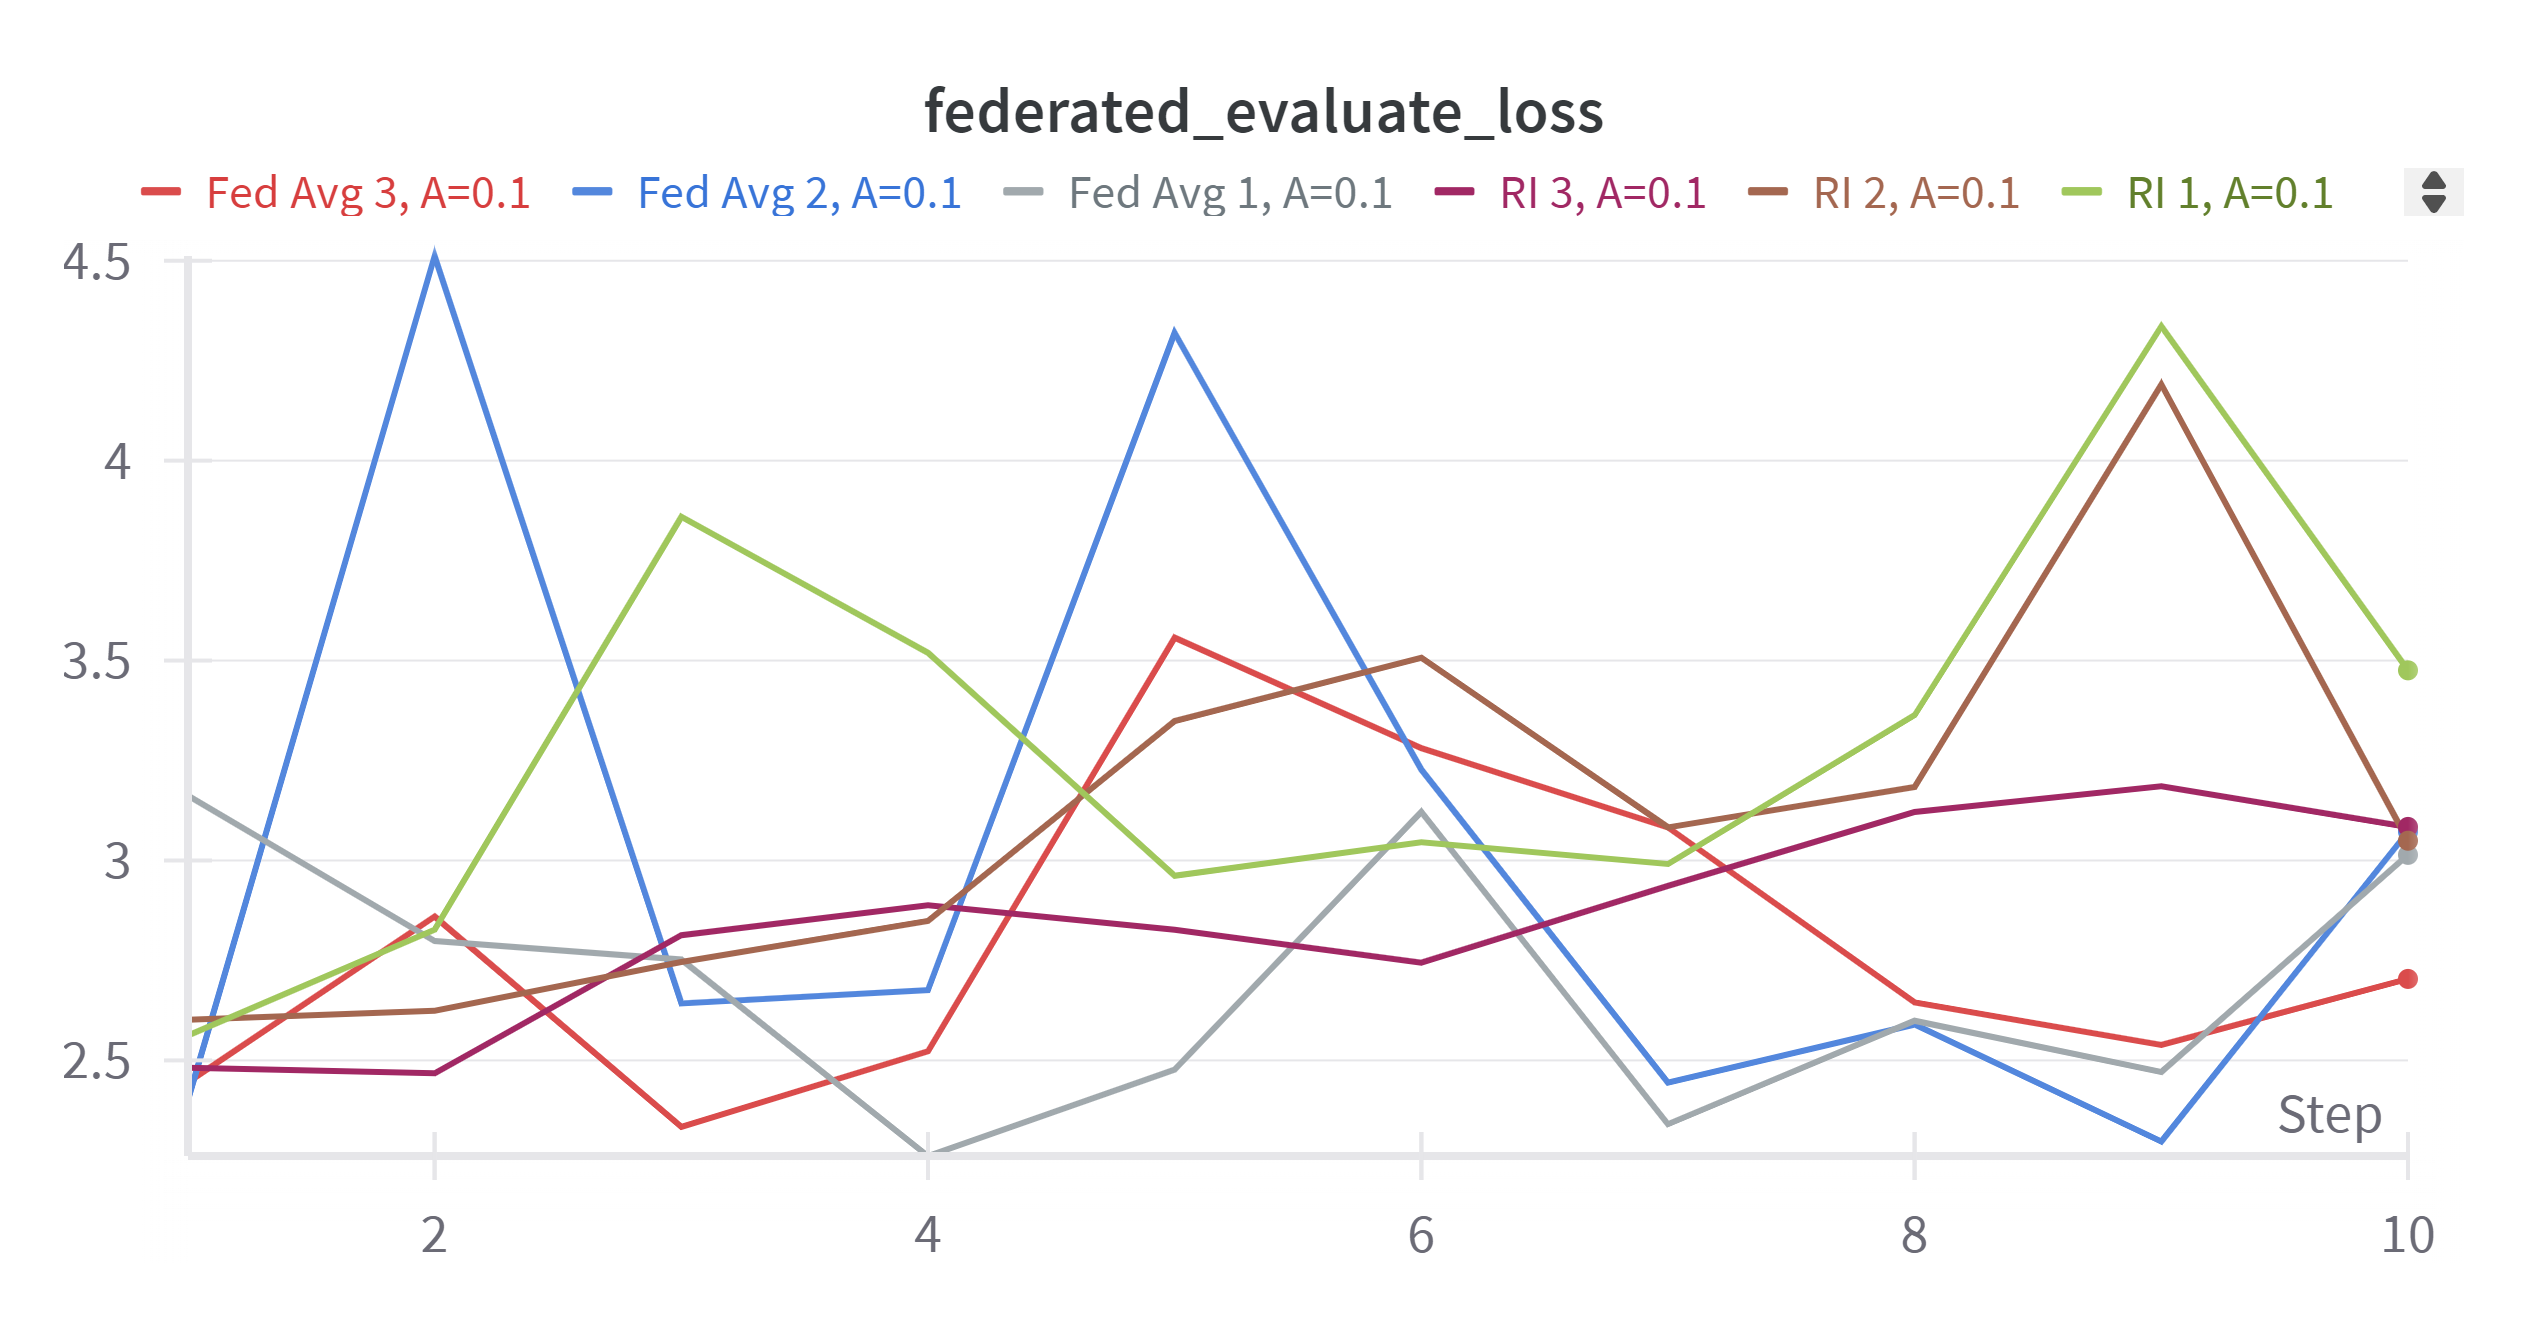 federated_evaluate_loss
Fed Avg 3, A=0.1 Fed Avg 2, A=0.1 Fed Avg 1, A=0.1 RI 3, A=0.1 RI 2, A=0.1 RI 1, A=0.1
4.5
4
3.5
3
2.5
Step
2 4 6 8 10